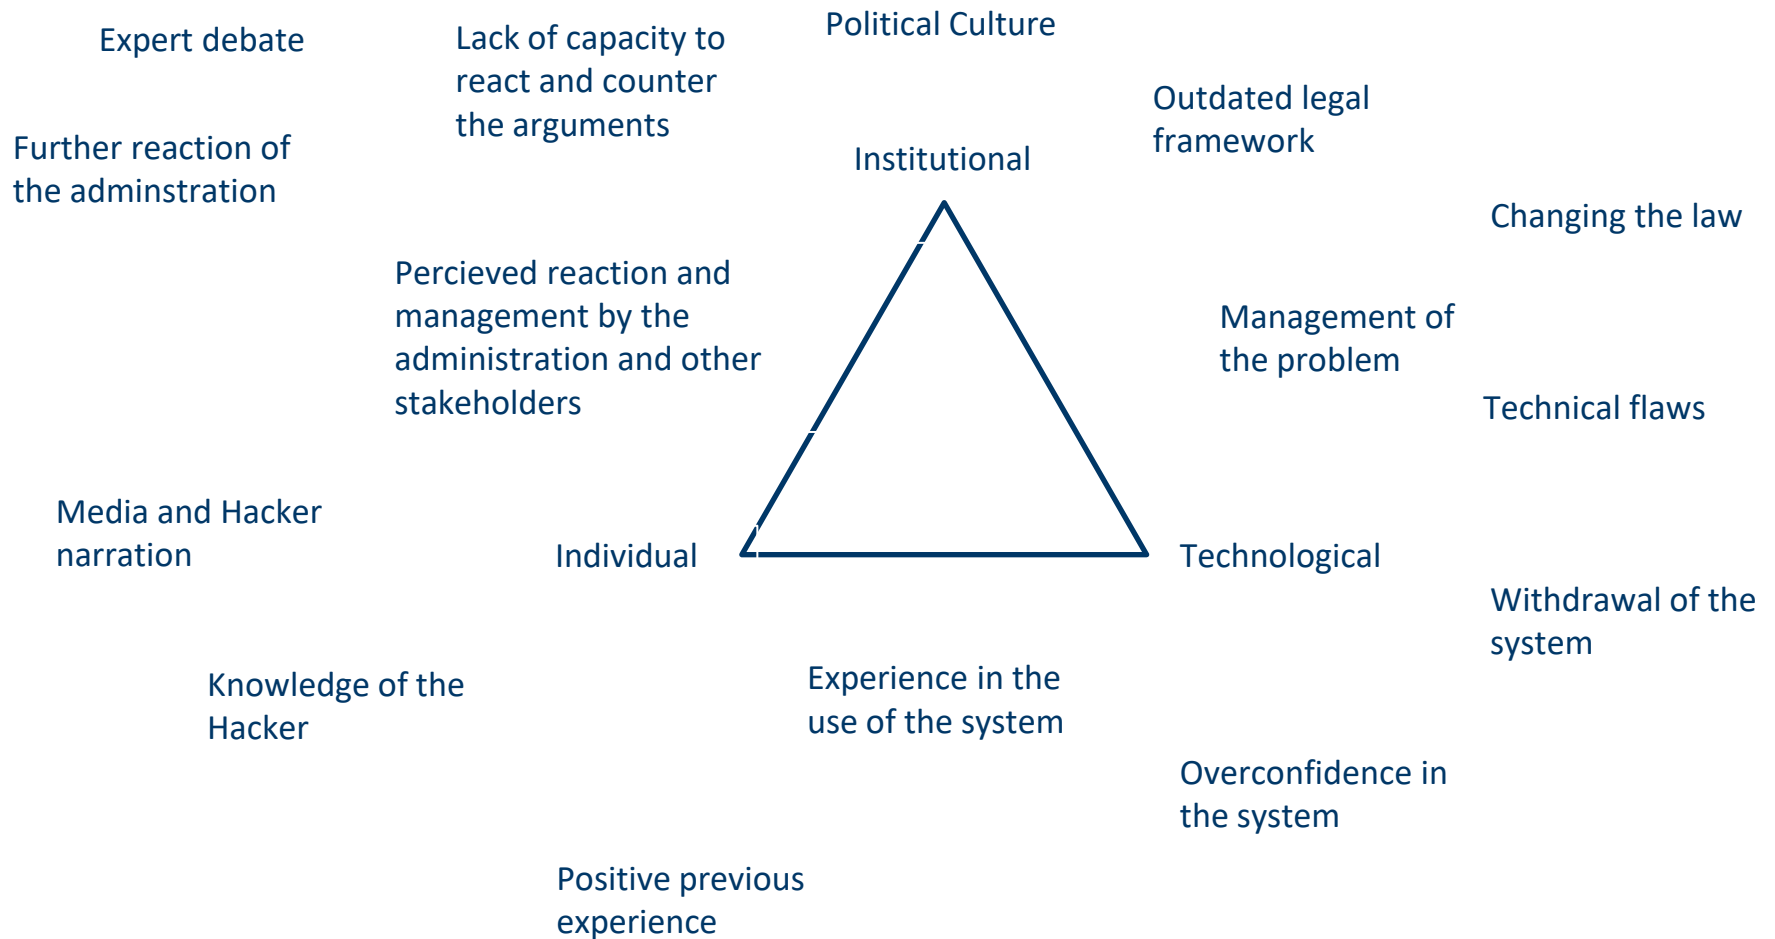 Political Culture
Expert debate
Lack of capacity to
react and counter
the arguments
Outdated legal
framework
Further reaction of
the adminstration
Institutional
Changing the law
Percieved reaction and
management by the
administration and other
stakeholders
Management of
the problem
Technical flaws
Media and Hacker
narration
Individual
Technological
Withdrawal of the
system
Knowledge of the
Hacker
Experience in the
use of the system
Overconfidence in
the system
Positive previous
experience